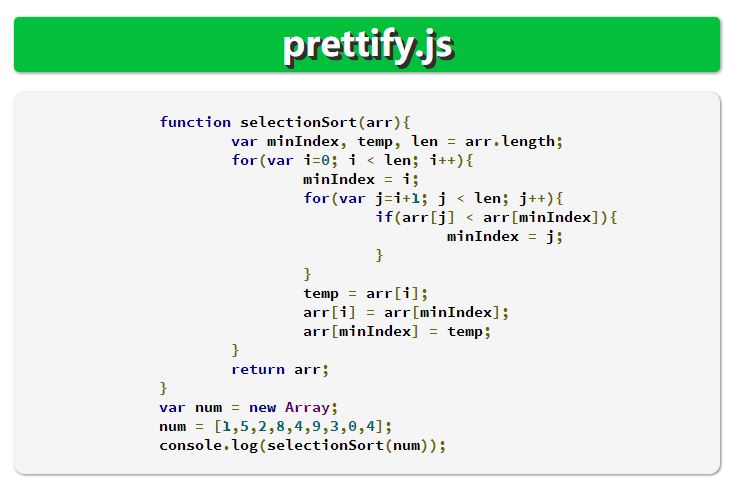 prettify.js
function selectionSort(arr){
var minIndex, temp, len = arr.length;
for(var i=0; i < len; i++){
minIndex = i;
for(var j=i+1; j < len; j++){
if(arr[j] < arr[minIndex]){
minIndex = j;
}
}
temp = arr[i];
arr[i] = arr[minIndex];
arr[minIndex] = temp;
}
return arr;
}
var num = new Array;
num = [1,5,2,8,4,9,3,0,4];
console.log(selectionSort(num));